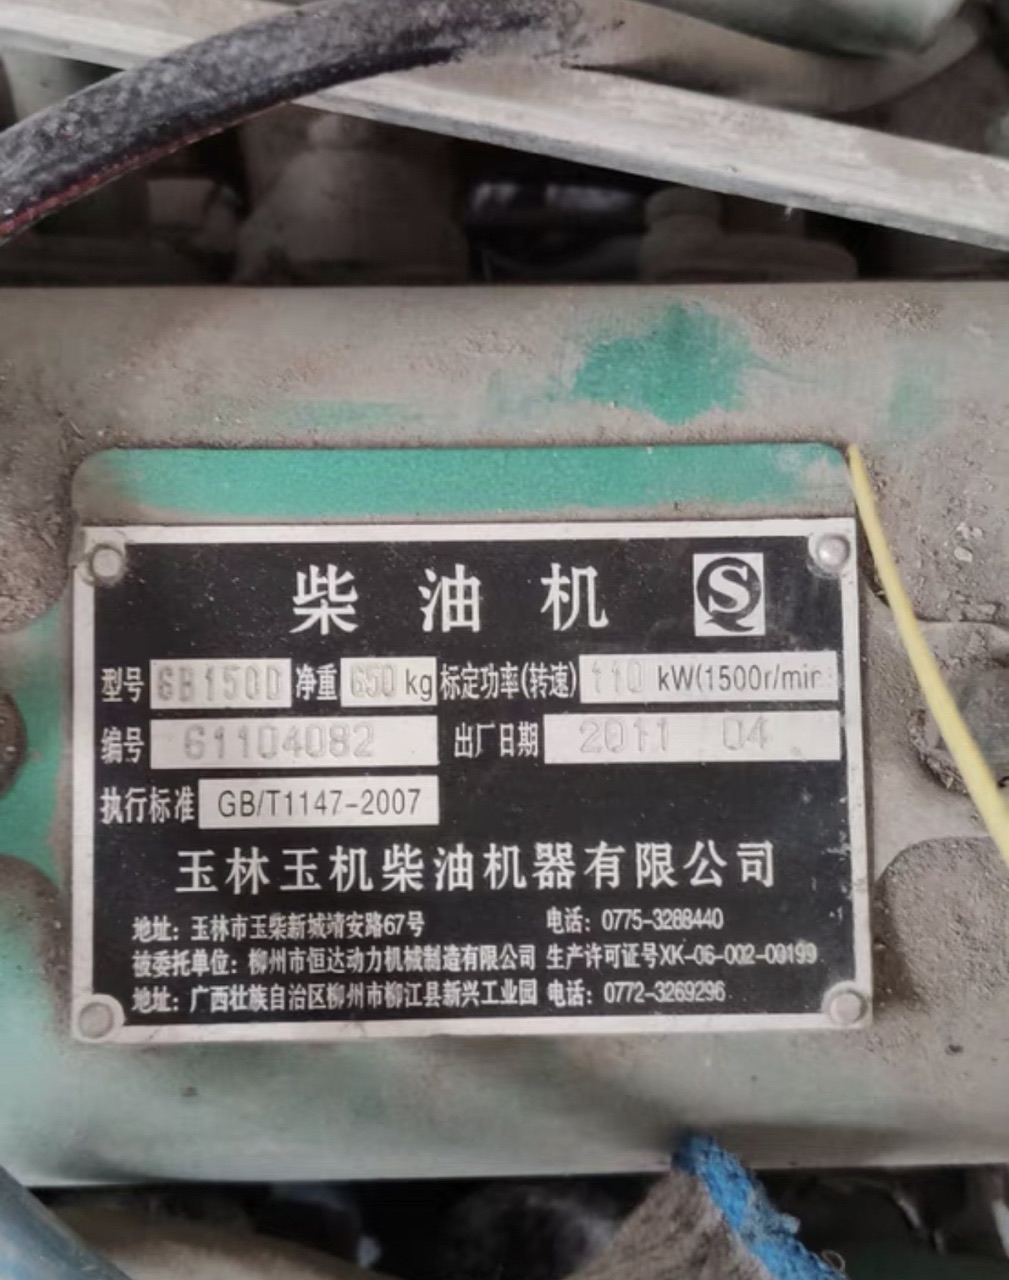 柴油机 S
型号 6B150D 净重 650 kg 标定功率(转速) 110 kW(1500r/min
编号 61104082 出厂日期 2011 04
执行标准 GB/T1147-2007
玉林玉机柴油机器有限公司
地址：玉林市玉柴新城靖安路67号 电话：0775-3288440
被委托单位：柳州市恒达动力机械制造有限公司 生产许可证号XK-06-002-00199
地址：广西壮族自治区柳州市柳江县新兴工业园 电话：0772-3269296